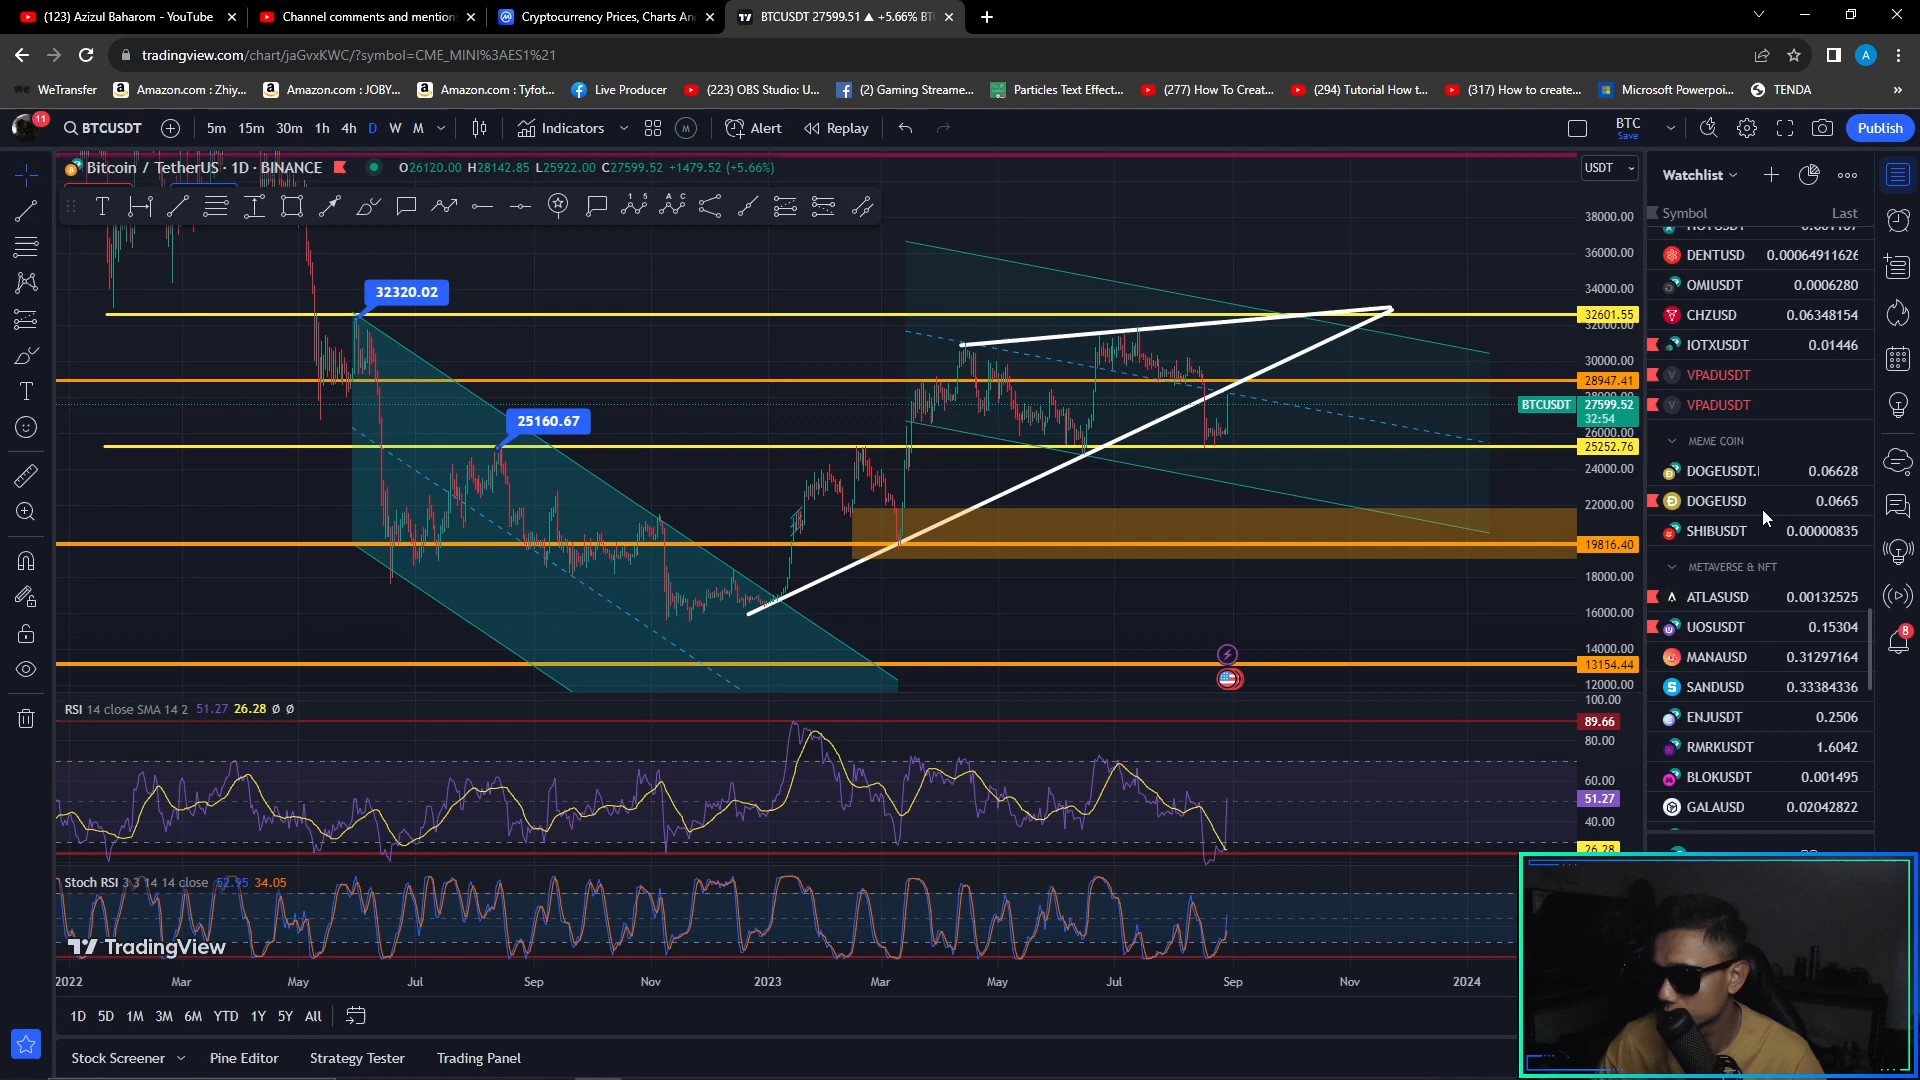 (123) Azizul Baharom - YouTube
Channel comments and mention
Cryptocurrency Prices, Charts An
BTCUSDT 27599.51 ▲ +5.66% BT
tradingview.com/chart/jaGvxKWC/?symbol=CME_MINI%3AES1%21
A
WeTransfer
Amazon.com : Zhiy...
Amazon.com : JOBY...
Amazon.com : Tyfot...
Live Producer
(223) OBS Studio: U...
(2) Gaming Streame...
Particles Text Effect...
(277) How To Creat...
(294) Tutorial How t...
(317) How to create...
Microsoft Powerpoi...
TENDA
11
BTCUSDT
5m 15m 30m 1h 4h D W M
Indicators
M
Alert
Replay
BTC
Save
Publish
Bitcoin / TetherUS · 1D · BINANCE
O26120.00 H28142.85 L25922.00 C27599.52 +1479.52 (+5.66%)
USDT
38000.00
36000.00
34000.00
32601.55
32000.00
30000.00
28947.41
BTCUSDT
27599.52
32:54
26000.00
25252.76
24000.00
22000.00
19816.40
18000.00
16000.00
14000.00
13154.44
12000.00
32320.02
25160.67
RSI 14 close SMA 14 2 51.27 26.28 Ø Ø
100.00
89.66
80.00
60.00
51.27
40.00
26.28
Stoch RSI 3 3 14 14 close 52.95 34.05
TradingView
2022 Mar May Jul Sep Nov 2023 Mar May Jul Sep Nov 2024
1D 5D 1M 3M 6M YTD 1Y 5Y All
Stock Screener
Pine Editor
Strategy Tester
Trading Panel
Watchlist
Symbol Last
DENTUSD 0.00064911626
OMIUSDT 0.0006280
CHZUSD 0.06348154
IOTXUSDT 0.01446
VPADUSDT
VPADUSDT
MEME COIN
DOGEUSDT. 0.06628
DOGEUSD 0.0665
SHIBUSDT 0.00000835
METAVERSE & NFT
ATLASUSD 0.00132525
UOSUSDT 0.15304
MANAUSD 0.31297164
SANDUSD 0.33384336
ENJUSDT 0.2506
RMRKUSDT 1.6042
BLOKUSDT 0.001495
GALAUSD 0.02042822
8